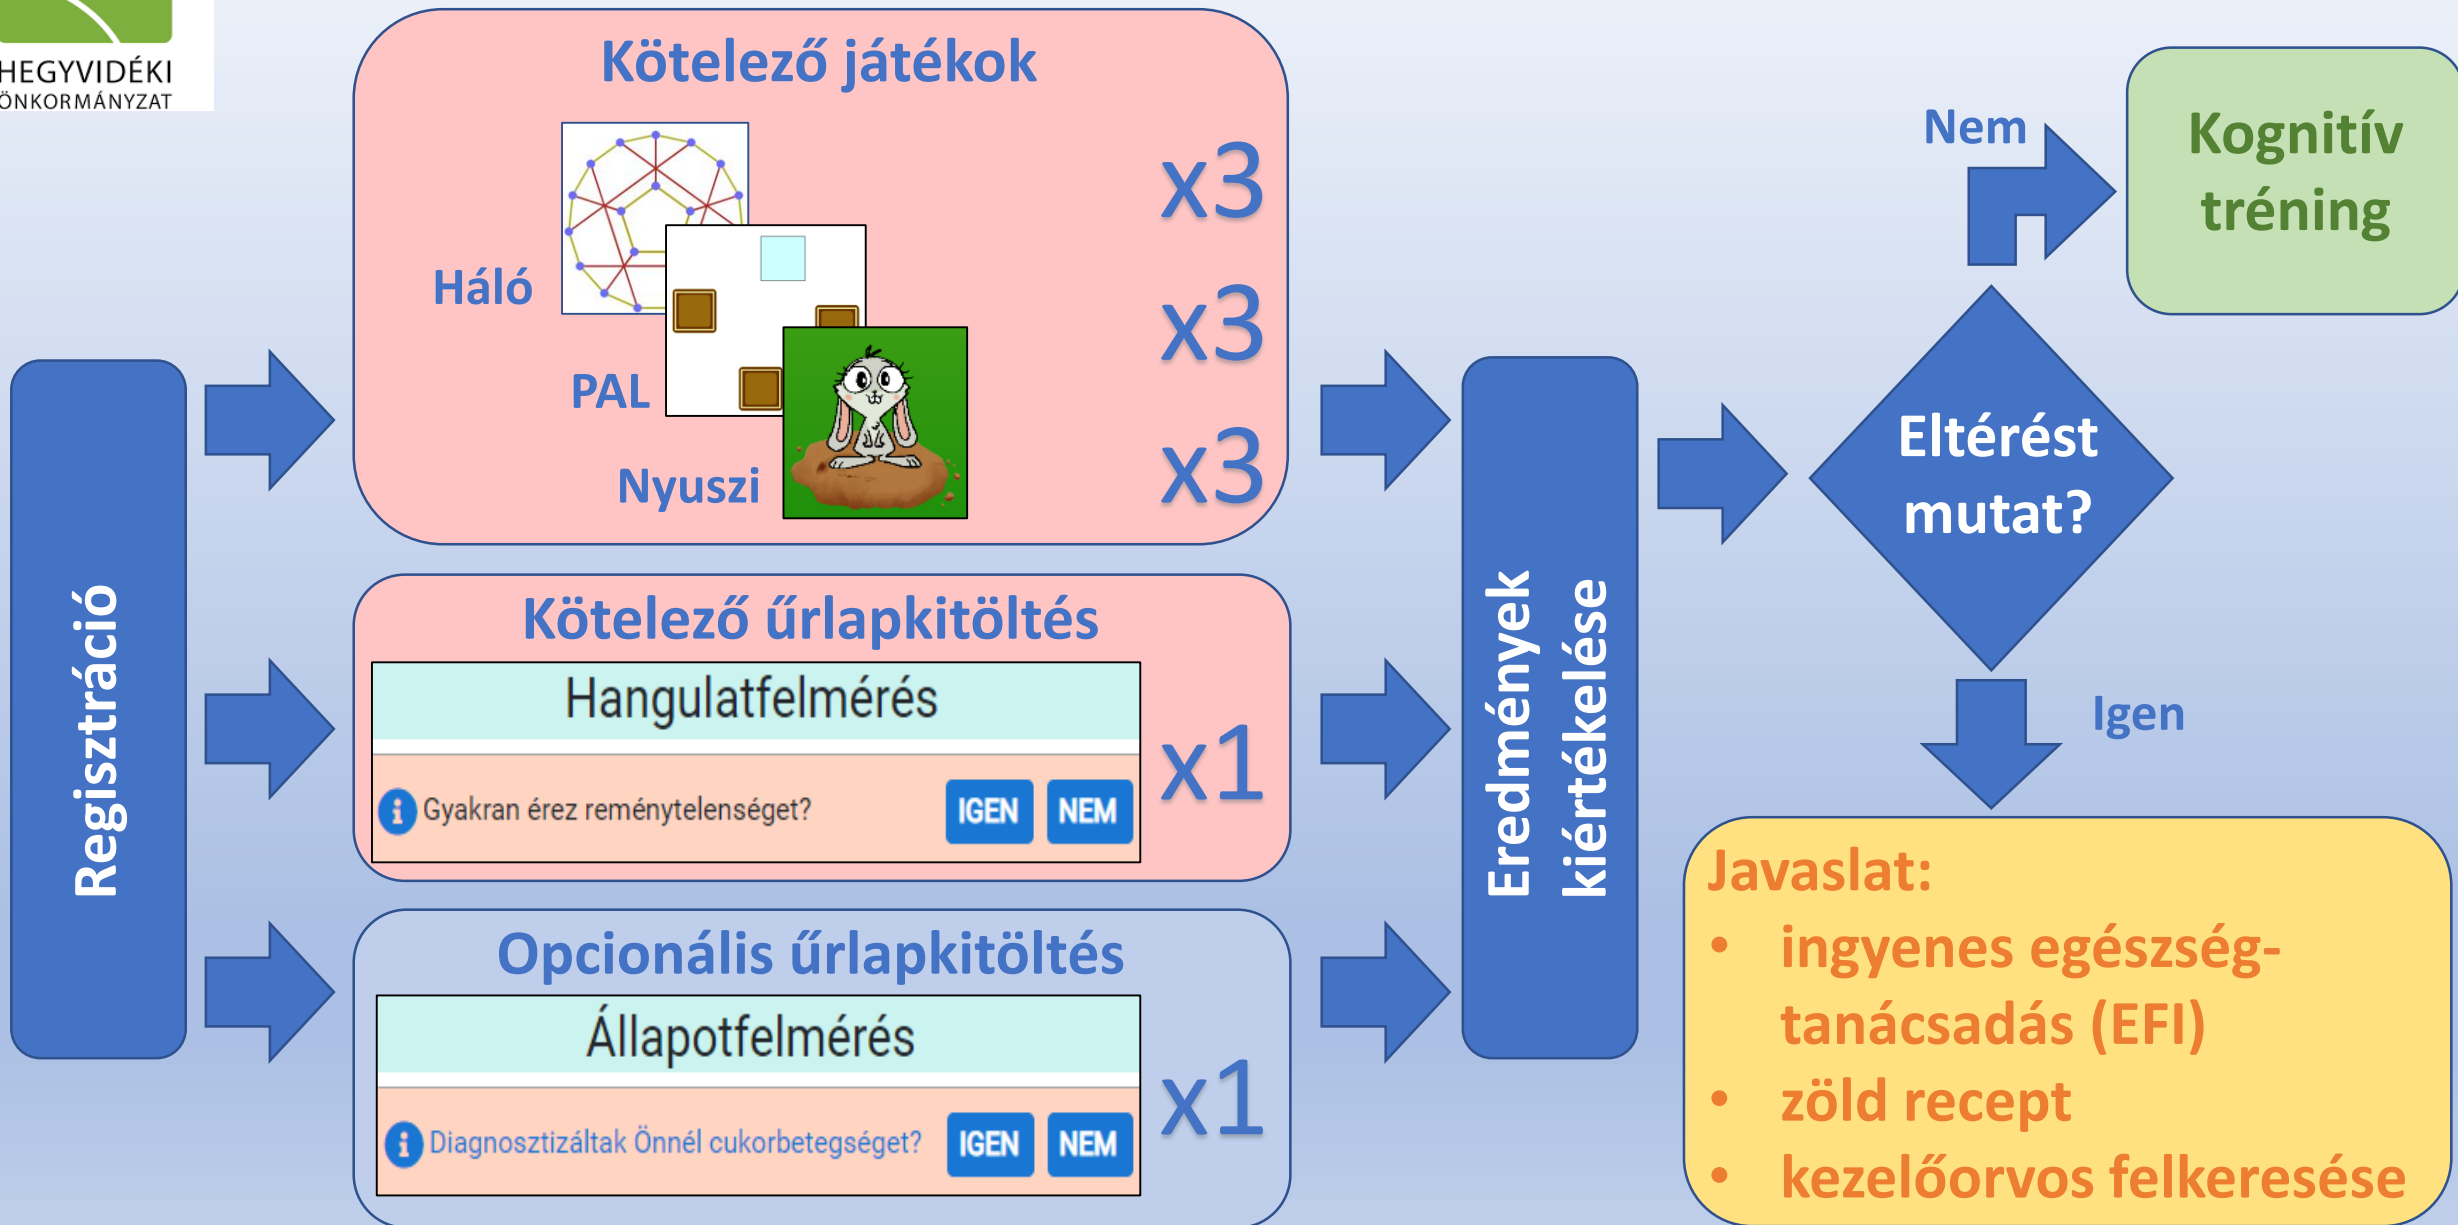 HEGYVIDÉKI
ÖNKORMÁNYZAT
Regisztráció
Kötelező játékok
Háló
x3
PAL
x3
Nyuszi
x3
Kötelező űrlapkitöltés
Hangulatfelmérés
Gyakran érez reménytelenséget?
IGEN
NEM
x1
Opcionális űrlapkitöltés
Állapotfelmérés
Diagnosztizáltak Önnél cukorbetegséget?
IGEN
NEM
x1
Eredmények
kiértékelése
Eltérést
mutat?
Nem
Kognitív
tréning
Igen
Javaslat:
• ingyenes egészség-
tanácsadás (EFI)
• zöld recept
• kezelőorvos felkeresése